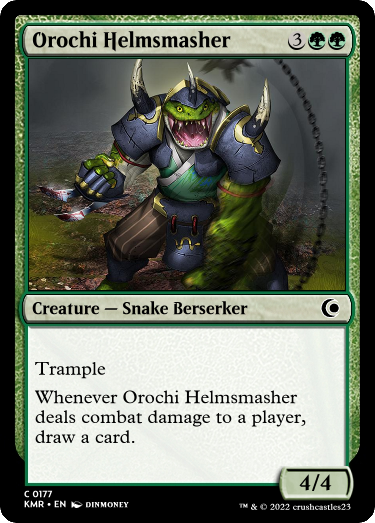 Orochi Helmsmasher 3
Creature — Snake Berserker
Trample
Whenever Orochi Helmsmasher
deals combat damage to a player,
draw a card.
4/4
C 0177
KMR • EN DINMONEY
™ & © 2022 crushcastles23